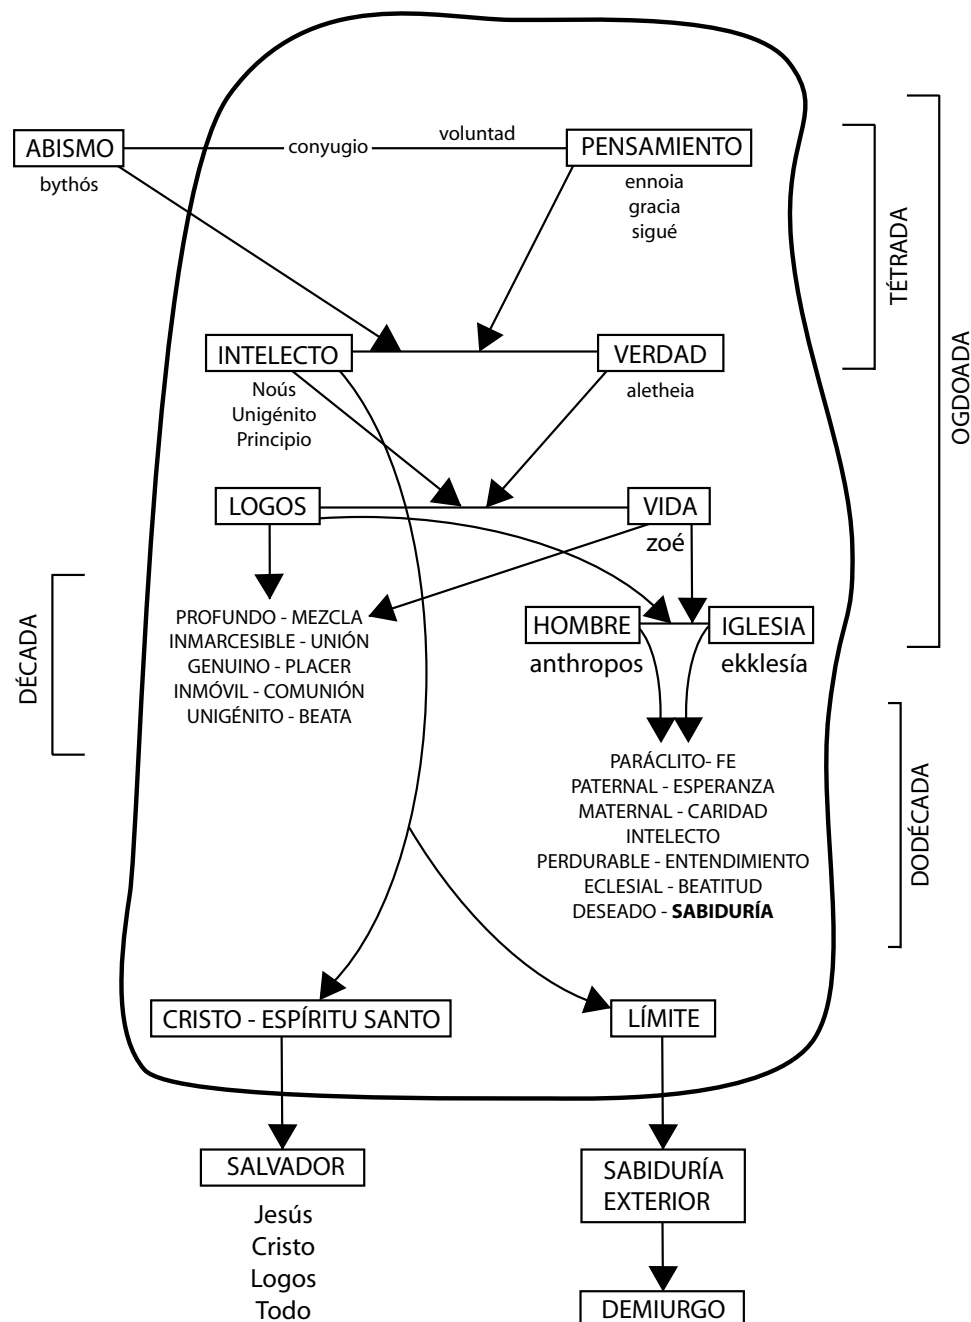 ABISMO
bythós
conyugio
voluntad
PENSAMIENTO
ennoia
gracia
sigué
TÉTRADA
OGDOADA
INTELECTO
Noús
Unigénito
Principio
VERDAD
aletheia
LOGOS
VIDA
zoé
DÉCADA
PROFUNDO - MEZCLA
INMARCESIBLE - UNIÓN
GENUINO - PLACER
INMÓVIL - COMUNIÓN
UNIGÉNITO - BEATA
HOMBRE
anthropos
IGLESIA
ekklesía
DODÉCADA
PARÁCLITO- FE
PATERNAL - ESPERANZA
MATERNAL - CARIDAD
INTELECTO
PERDURABLE - ENTENDIMIENTO
ECLESIAL - BEATITUD
DESEADO - SABIDURÍA
CRISTO - ESPÍRITU SANTO
LÍMITE
SALVADOR
Jesús
Cristo
Logos
Todo
SABIDURÍA
EXTERIOR
DEMIURGO